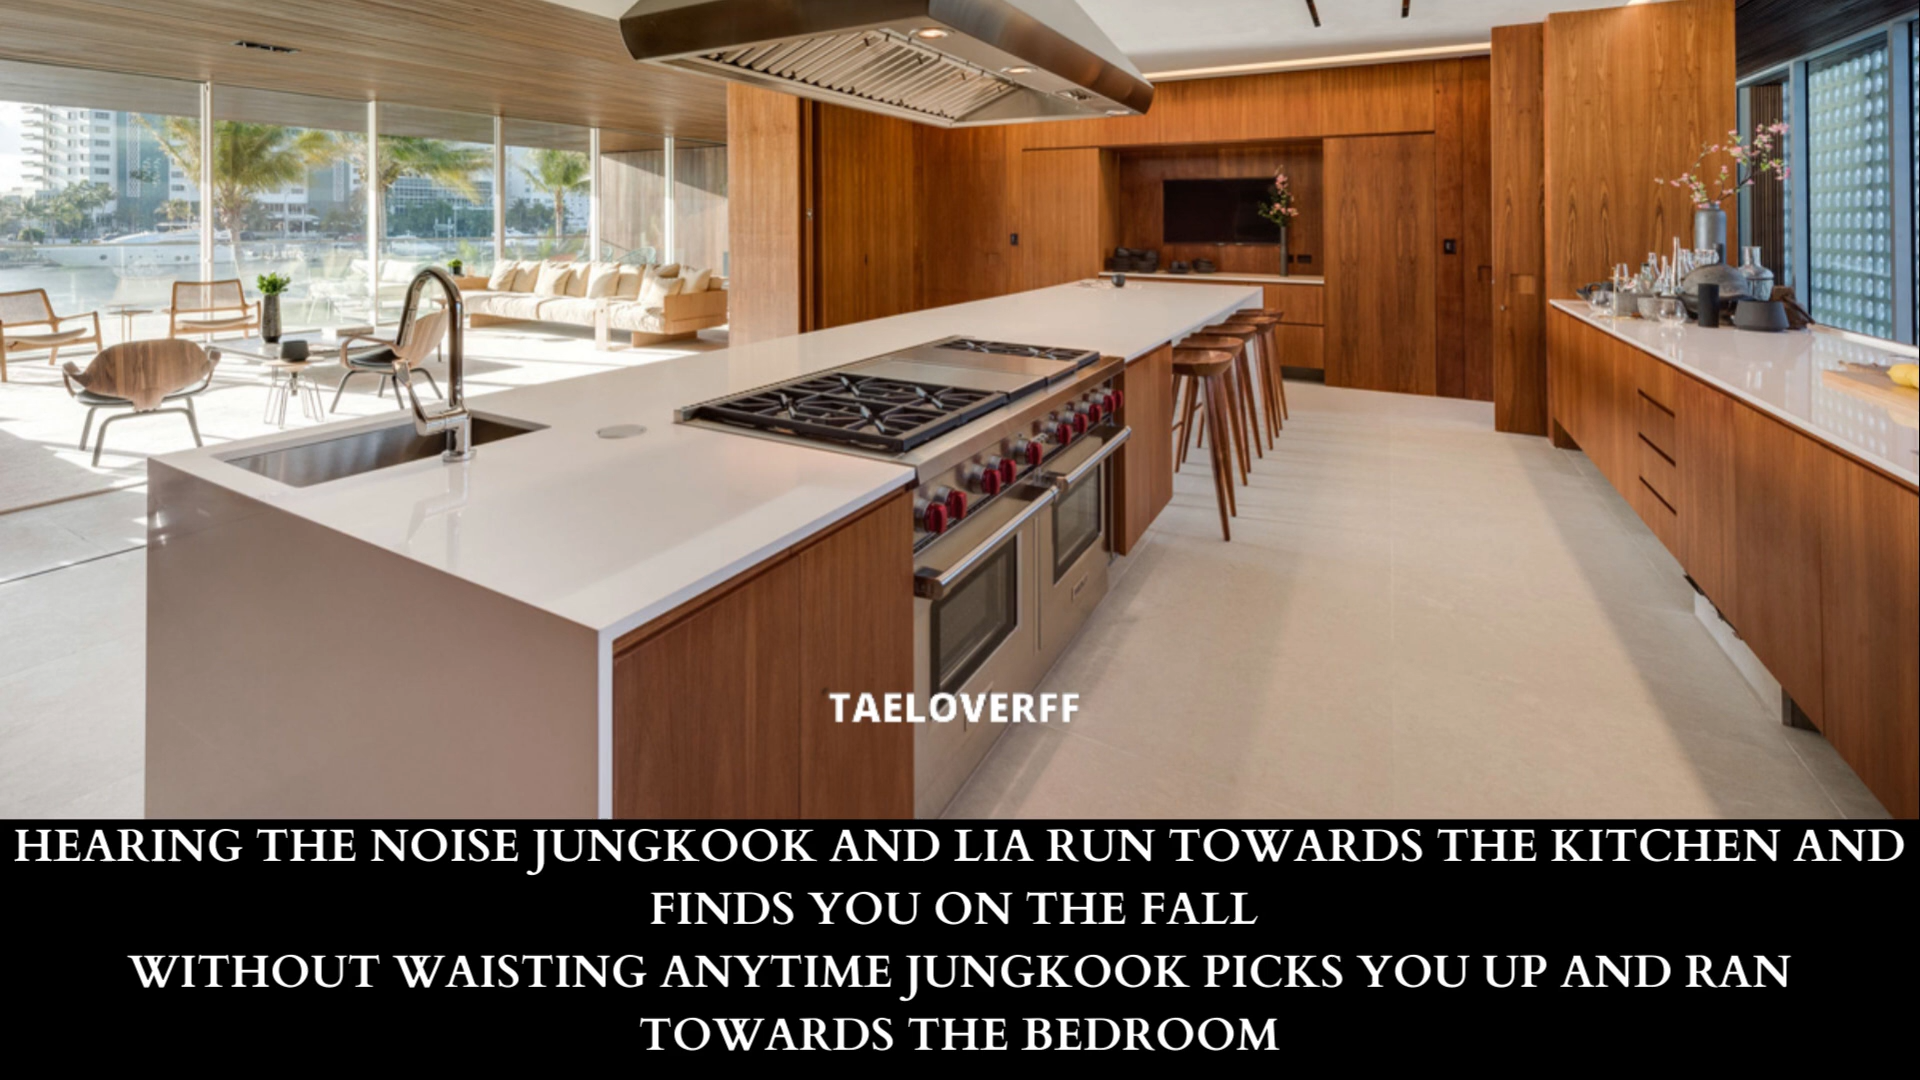 TAELOVERFF
HEARING THE NOISE JUNGKOOK AND LIA RUN TOWARDS THE KITCHEN AND
FINDS YOU ON THE FALL
WITHOUT WAISTING ANYTIME JUNGKOOK PICKS YOU UP AND RAN
TOWARDS THE BEDROOM